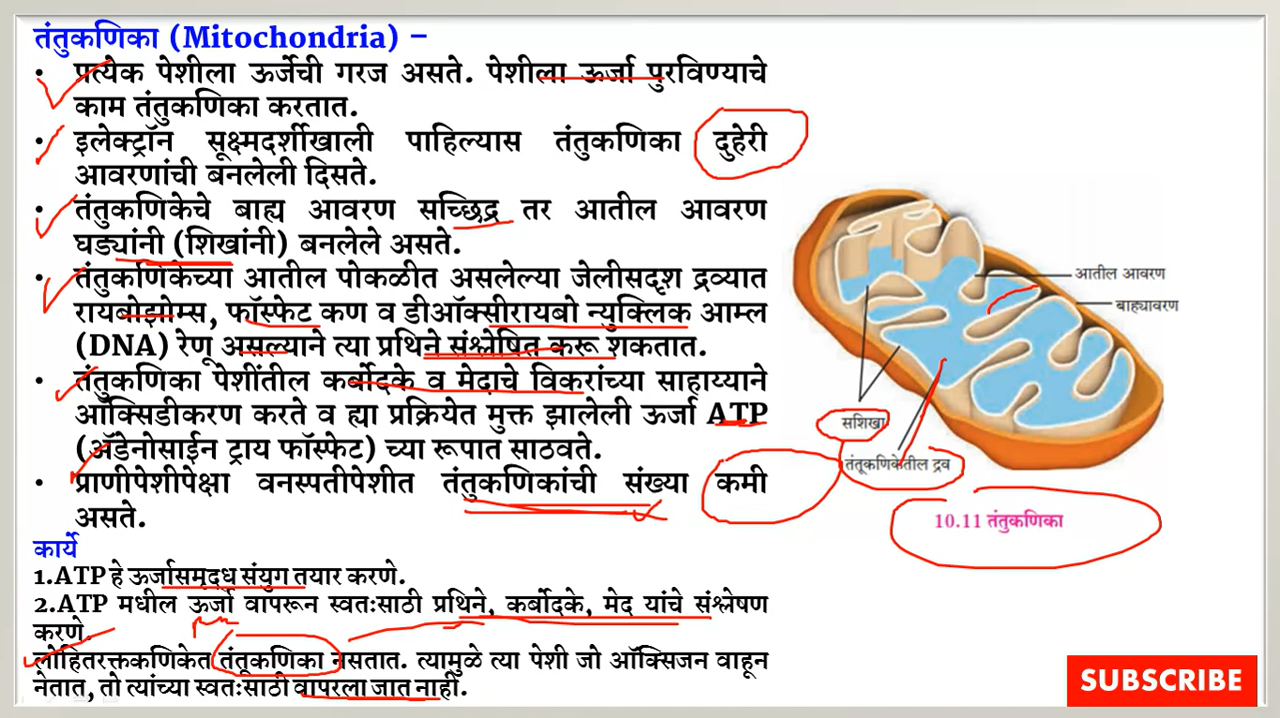 तंतुकणिका (Mitochondria) –
• प्रत्येक पेशीला ऊर्जेची गरज असते. पेशीला ऊर्जा पुरविण्याचे
काम तंतुकणिका करतात.
• इलेक्ट्रॉन सूक्ष्मदर्शीखाली पाहिल्यास तंतुकणिका दुहेरी
आवरणांची बनलेली दिसते.
• तंतुकणिकेचे बाह्य आवरण सच्छिद्र तर आतील आवरण
घड्यांनी (शिखांनी) बनलेले असते.
• तंतुकणिकेच्या आतील पोकळीत असलेल्या जेलीसदृश द्रव्यात
रायबोझोम्स, फॉस्फेट कण व डीऑक्सीरायबो न्युक्लिक आम्ल
(DNA) रेणू असल्याने त्या प्रथिने संश्लेषित करू शकतात.
• तंतुकणिका पेशींतील कर्बोदके व मेदाचे विकरांच्या साहाय्याने
ऑक्सिडीकरण करते व ह्या प्रक्रियेत मुक्त झालेली ऊर्जा ATP
(ॲडेनोसाईन ट्राय फॉस्फेट) च्या रूपात साठवते.
• प्राणीपेशीपेक्षा वनस्पतीपेशीत तंतुकणिकांची संख्या कमी
असते.
कार्ये
1.ATP हे ऊर्जासमृद्ध संयुग तयार करणे.
2.ATP मधील ऊर्जा वापरून स्वतःसाठी प्रथिने, कर्बोदके, मेद यांचे संश्लेषण
करणे.
लोहितरक्तकणिकेत तंतुकणिका नसतात. त्यामुळे त्या पेशी जो ऑक्सिजन वाहून
नेतात, तो त्यांच्या स्वतःसाठी वापरला जात नाही.
आतील आवरण
बाह्यावरण
सशिखा
तंतूकणिकेतील द्रव
10.11 तंतुकणिका
SUBSCRIBE